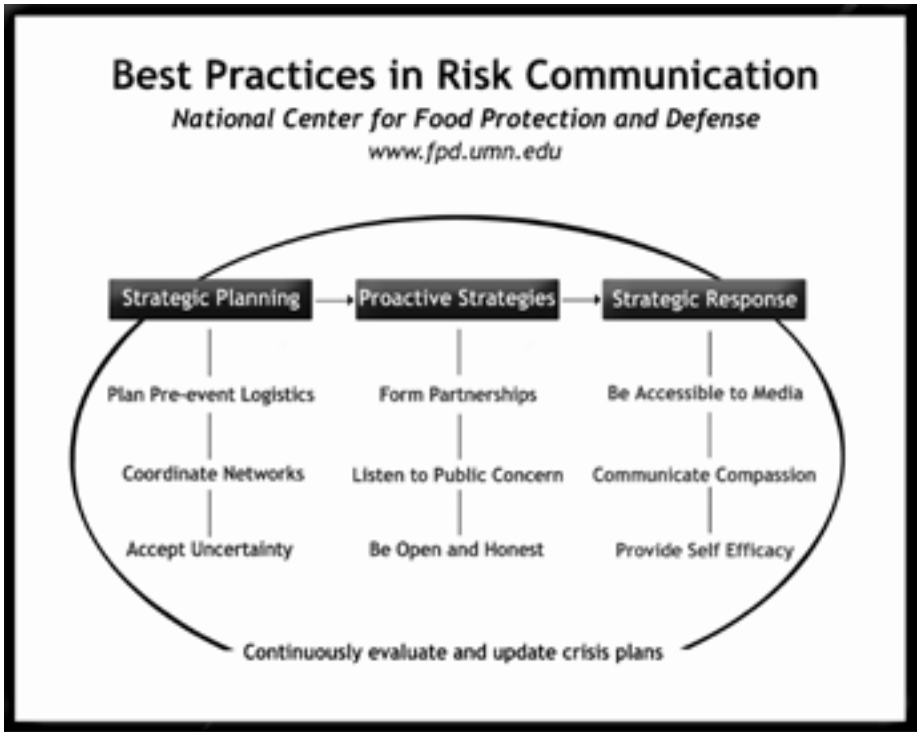 Best Practices in Risk Communication
National Center for Food Protection and Defense
www.fpd.umn.edu
Strategic Planning
Plan Pre-event Logistics
Coordinate Networks
Accept Uncertainty
Proactive Strategies
Form Partnerships
Listen to Public Concern
Be Open and Honest
Strategic Response
Be Accessible to Media
Communicate Compassion
Provide Self Efficacy
Continuously evaluate and update crisis plans